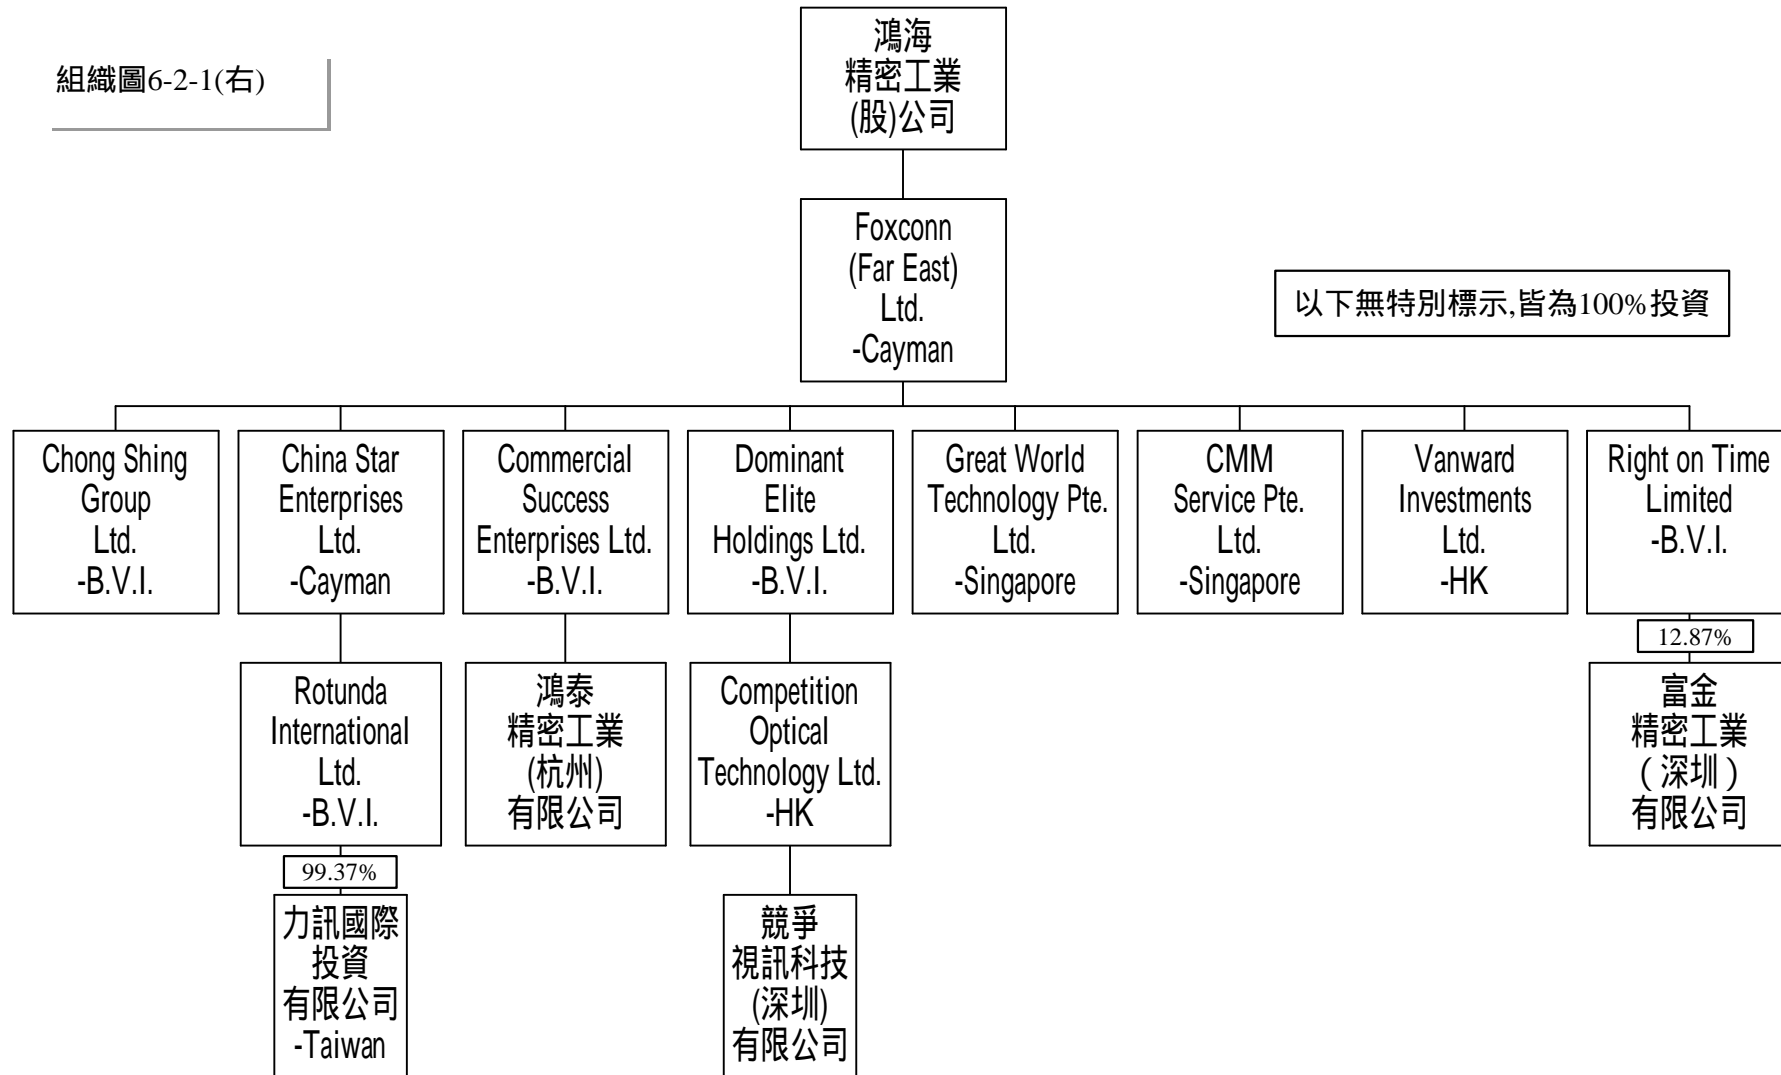 組織圖6-2-1(右)
鴻海
精密工業
(股)公司
Foxconn
(Far East)
Ltd.
-Cayman
以下無特別標示,皆為100%投資
Chong Shing
Group
Ltd.
-B.V.I.
China Star
Enterprises
Ltd.
-Cayman
Commercial
Success
Enterprises Ltd.
-B.V.I.
Dominant
Elite
Holdings Ltd.
-B.V.I.
Great World
Technology Pte.
Ltd.
-Singapore
CMM
Service Pte.
Ltd.
-Singapore
Vanward
Investments
Ltd.
-HK
Right on Time
Limited
-B.V.I.
12.87%
Rotunda
International
Ltd.
-B.V.I.
鴻泰
精密工業
(杭州)
有限公司
Competition
Optical
Technology Ltd.
-HK
富金
精密工業
（深圳）
有限公司
99.37%
力訊國際
投資
有限公司
-Taiwan
競爭
視訊科技
(深圳)
有限公司